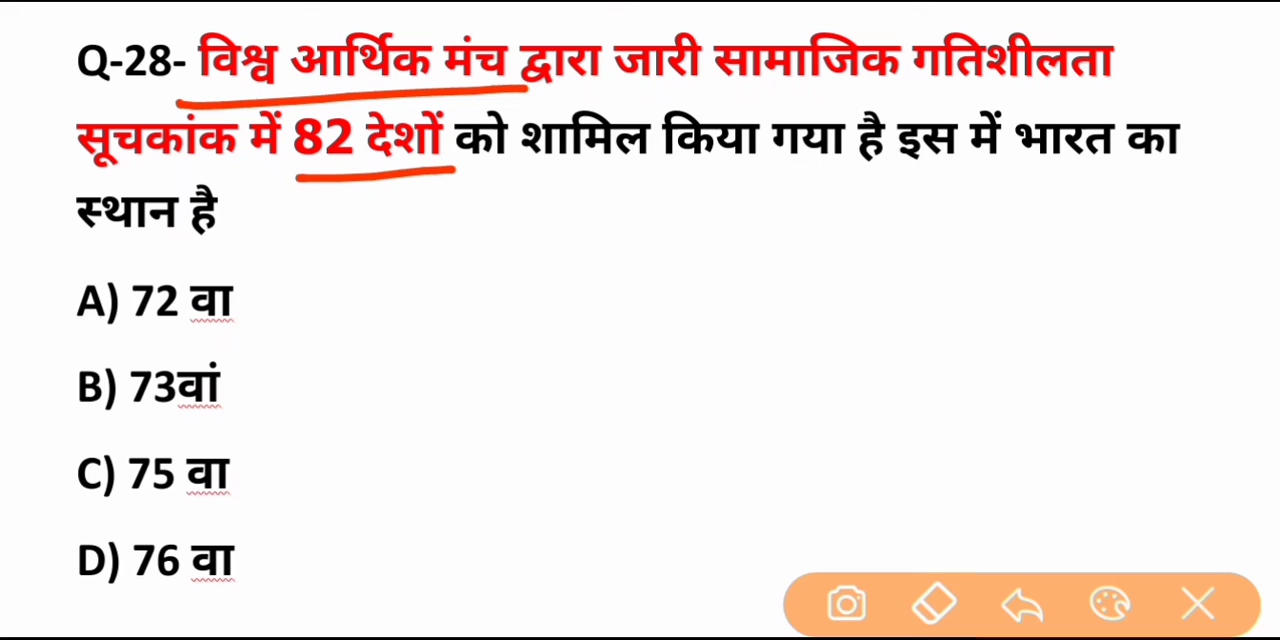 Q-28- विश्व आर्थिक मंच द्वारा जारी सामाजिक गतिशीलता
सूचकांक में 82 देशों को शामिल किया गया है इस में भारत का
स्थान है
A) 72 वा
B) 73वां
C) 75 वा
D) 76 वा